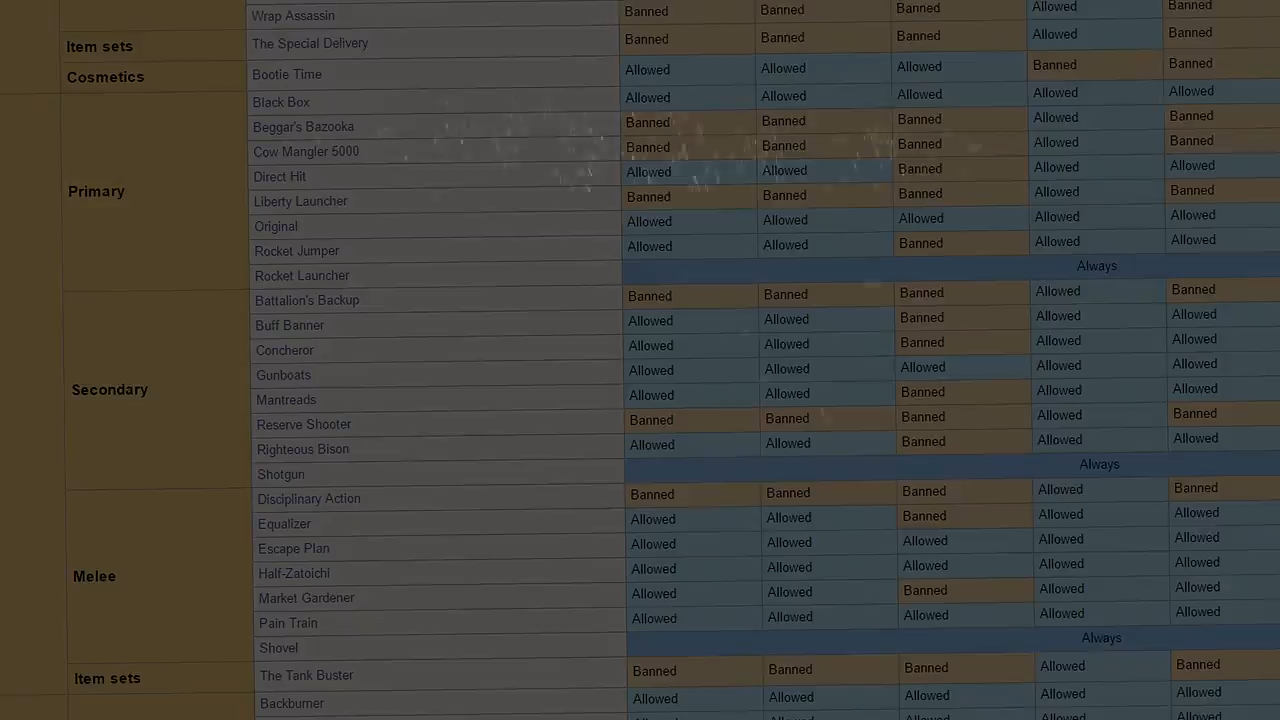 Wrap Assassin Banned Banned Banned Allowed Banned
Item sets The Special Delivery Banned Banned Banned Allowed Banned
Cosmetics Bootie Time Allowed Allowed Allowed Banned Banned
Black Box Allowed Allowed Allowed Allowed Allowed
Beggar's Bazooka Banned Banned Banned Allowed Banned
Cow Mangler 5000 Banned Banned Banned Allowed Banned
Direct Hit Allowed Allowed Banned Allowed Allowed
Primary
Liberty Launcher Banned Banned Banned Allowed Banned
Original Allowed Allowed Allowed Allowed Allowed
Rocket Jumper Allowed Allowed Banned Allowed Allowed
Rocket Launcher Always
Battalion's Backup Banned Banned Banned Allowed Banned
Buff Banner Allowed Allowed Banned Allowed Allowed
Concheror Allowed Allowed Banned Allowed Allowed
Gunboats Allowed Allowed Allowed Allowed Allowed
Secondary
Mantreads Allowed Allowed Banned Allowed Allowed
Reserve Shooter Banned Banned Banned Allowed Banned
Righteous Bison Allowed Allowed Banned Allowed Allowed
Shotgun Always
Disciplinary Action Banned Banned Banned Allowed Banned
Equalizer Allowed Allowed Banned Allowed Allowed
Escape Plan Allowed Allowed Allowed Allowed Allowed
Half-Zatoichi Allowed Allowed Allowed Allowed Allowed
Melee
Market Gardener Allowed Allowed Banned Allowed Allowed
Pain Train Allowed Allowed Allowed Allowed Allowed
Shovel Always
Item sets The Tank Buster Banned Banned Banned Allowed Banned
Backburner Allowed Allowed Allowed Allowed Allowed
Allowed Allowed